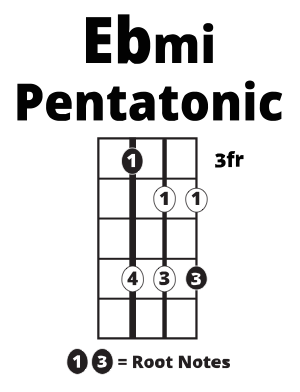 Ebmi
Pentatonic
1 3fr
1 1
4 3 3
1 3 = Root Notes